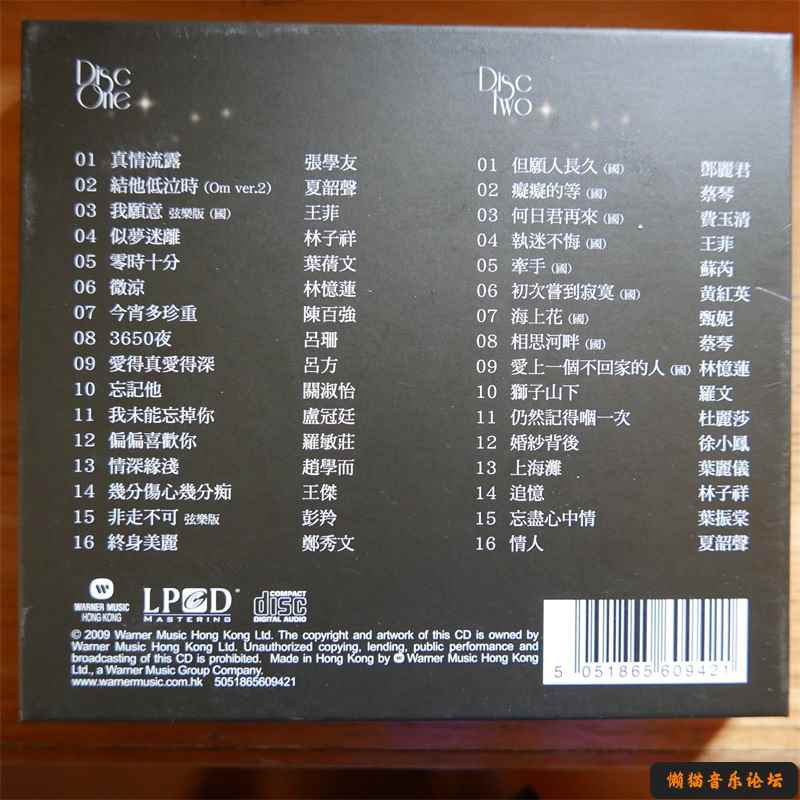 Disc
One
01 真情流露 張學友
02 結他低泣時 (Om ver.2) 夏韶聲
03 我願意 弦樂版 (國) 王菲
04 似夢迷離 林子祥
05 零時十分 葉蒨文
06 微涼 林憶蓮
07 今宵多珍重 陳百強
08 3650夜 呂珊
09 愛得真愛得深 呂方
10 忘記他 關淑怡
11 我未能忘掉你 盧冠廷
12 偏偏喜歡你 羅敏莊
13 情深緣淺 趙學而
14 幾分傷心幾分痴 王傑
15 非走不可 弦樂版 彭羚
16 終身美麗 鄭秀文
Disc
Two
01 但願人長久 (國) 鄧麗君
02 癡癡的等 (國) 蔡琴
03 何日君再來 (國) 費玉清
04 執迷不悔 (國) 王菲
05 牽手 (國) 蘇芮
06 初次嘗到寂寞 (國) 黃紅英
07 海上花 (國) 甄妮
08 相思河畔 (國) 蔡琴
09 愛上一個不回家的人 (國) 林憶蓮
10 獅子山下 羅文
11 仍然記得嗰一次 杜麗莎
12 婚紗背後 徐小鳳
13 上海灘 葉麗儀
14 追憶 林子祥
15 忘盡心中情 葉振棠
16 情人 夏韶聲
WARNER MUSIC
HONG KONG
LPCD
MASTERING
COMPACT
disc
DIGITAL AUDIO
© 2009 Warner Music Hong Kong Ltd. The copyright and artwork of this CD is owned by
Warner Music Hong Kong Ltd. Unauthorized copying, lending, public performance and
broadcasting of this CD is prohibited. Made in Hong Kong by Warner Music Hong Kong
Ltd., a Warner Music Group Company.
www.warnermusic.com.hk 5051865609421
5 051865 609421
懒猫音乐论坛